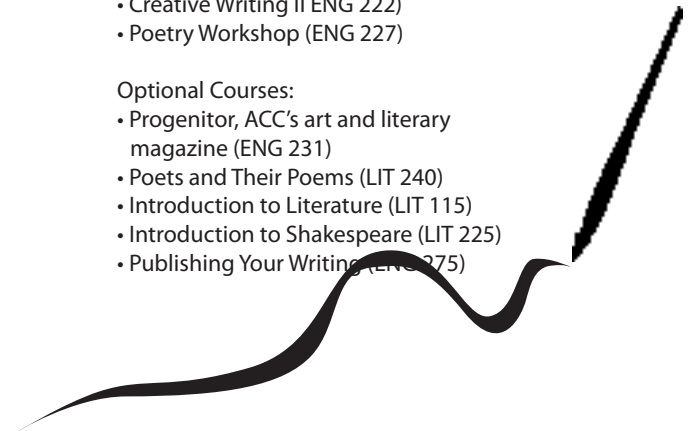 • Creative Writing II ENG 222)
• Poetry Workshop (ENG 227)
Optional Courses:
• Progenitor, ACC's art and literary
magazine (ENG 231)
• Poets and Their Poems (LIT 240)
• Introduction to Literature (LIT 115)
• Introduction to Shakespeare (LIT 225)
• Publishing Your Writing (ENG 275)